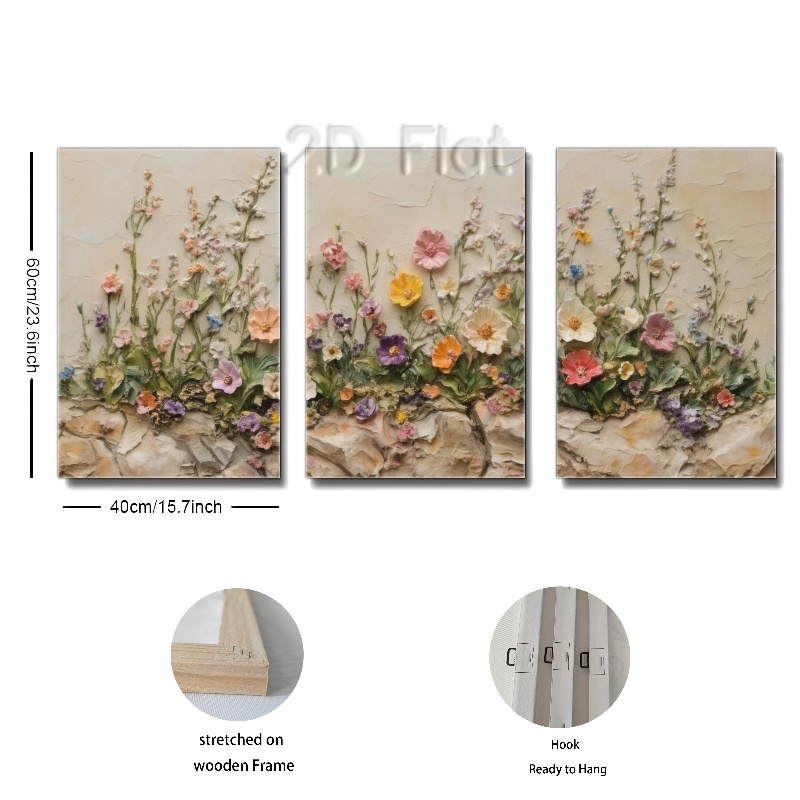 2D Flat
60cm/23.6inch
40cm/15.7inch
stretched on
wooden Frame
Hook
Ready to Hang